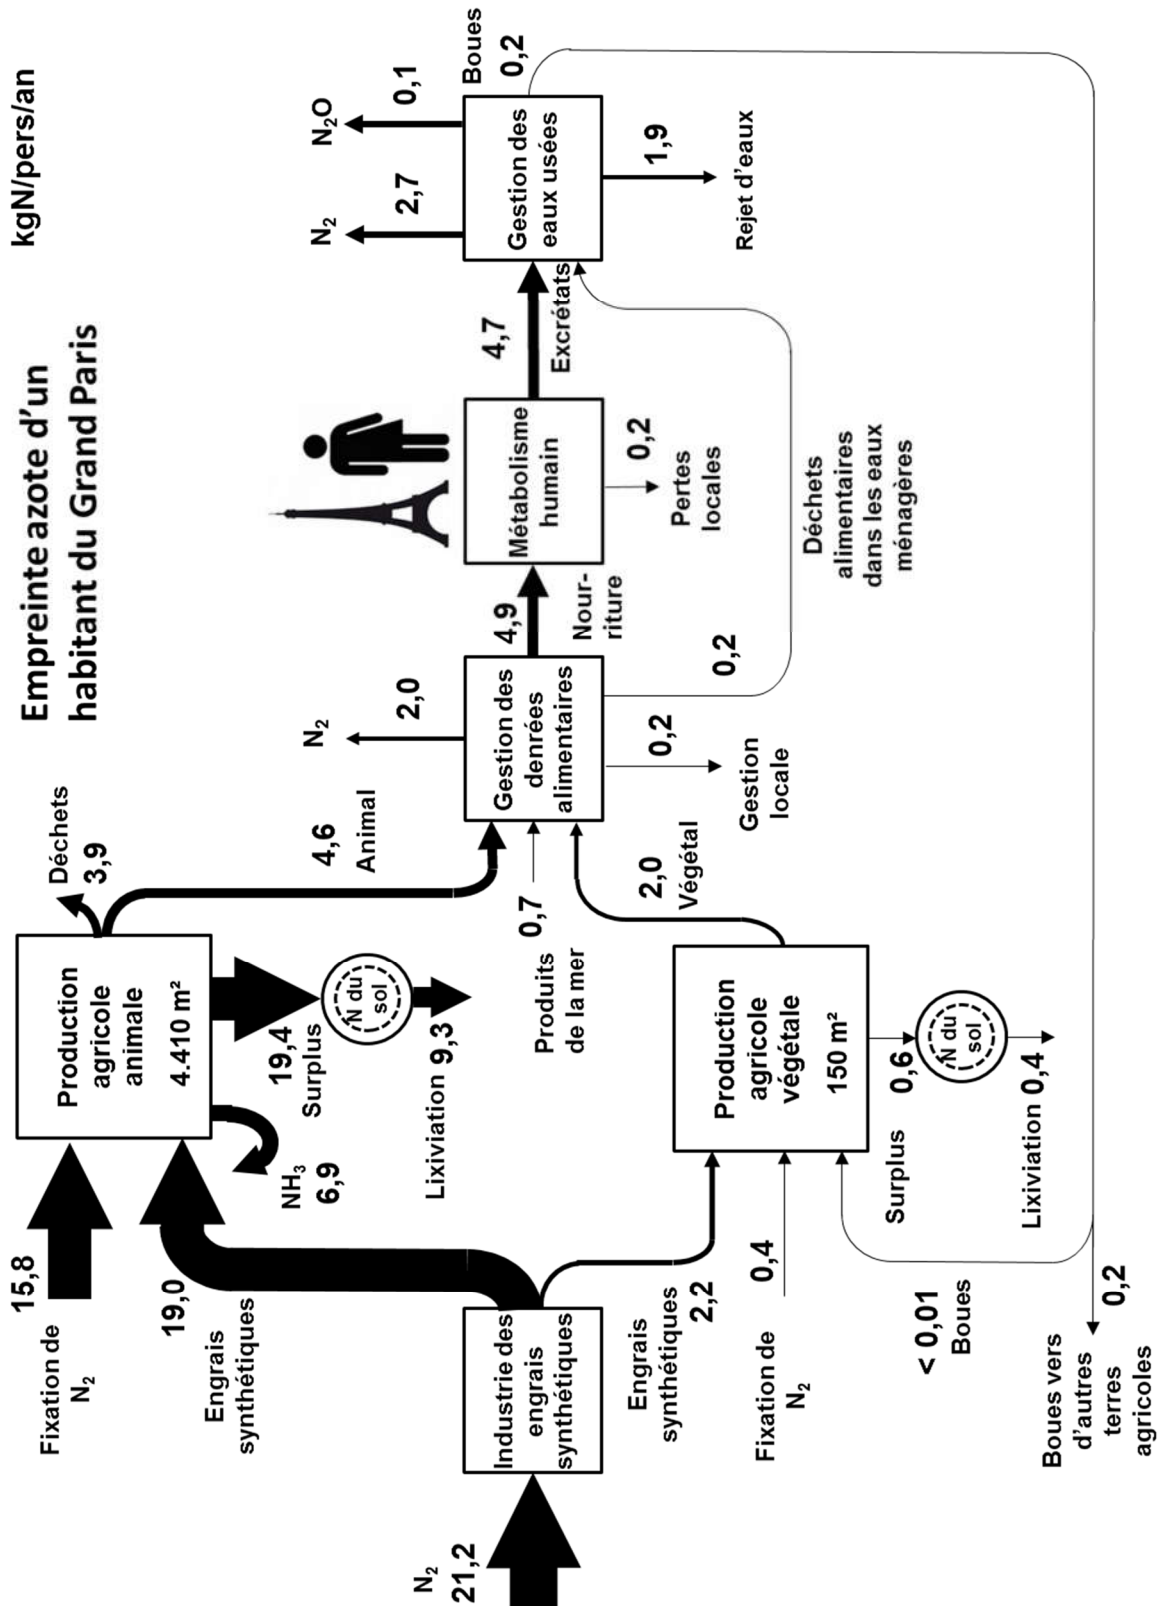 Empreinte azote d'un
habitant du Grand Paris
kgN/pers/an
15,8
Fixation de
N₂
19,0
Engrais
synthétiques
Production
agricole
animale
4.410 m²
Déchets
3,9
NH₃
6,9
19,4
Surplus
N du
sol
Lixiviation 9,3
4,6
Animal
N₂
21,2
Industrie des
engrais
synthétiques
Engrais
synthétiques
2,2
Fixation de
N₂
0,4
< 0,01
Boues
Production
agricole
végétale
150 m²
Surplus
0,6
N du
sol
Lixiviation 0,4
2,0
Végétal
0,7
Produits
de la mer
N₂
2,0
Gestion des
denrées
alimentaires
0,2
Gestion
locale
0,2
Déchets
alimentaires
dans les eaux
ménagères
4,9
Nour-
riture
Métabolisme
humain
0,2
Pertes
locales
4,7
Excrétats
N₂
2,7
N₂O
0,1
Gestion des
eaux usées
Boues
0,2
1,9
Rejet d'eaux
Boues vers
d'autres
terres
agricoles
0,2